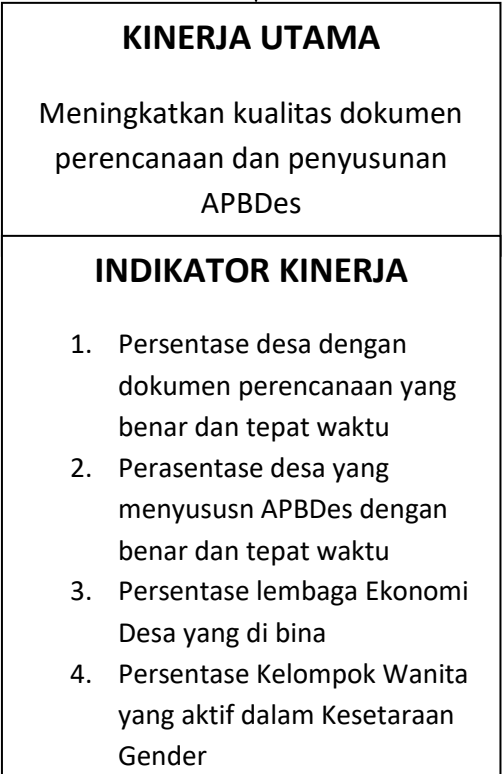 KINERJA UTAMA
Meningkatkan kualitas dokumen
perencanaan dan penyusunan
APBDes
INDIKATOR KINERJA
1. Persentase desa dengan
dokumen perencanaan yang
benar dan tepat waktu
2. Perasentase desa yang
menyususn APBDes dengan
benar dan tepat waktu
3. Persentase lembaga Ekonomi
Desa yang di bina
4. Persentase Kelompok Wanita
yang aktif dalam Kesetaraan
Gender